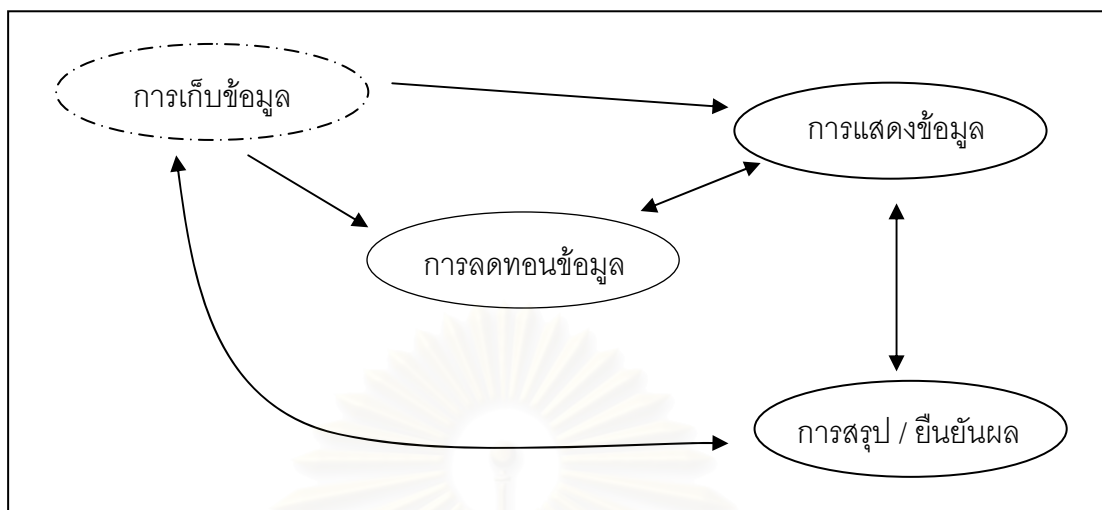 การเก็บข้อมูล
การแสดงข้อมูล
การลดทอนข้อมูล
การสรุป / ยืนยันผล